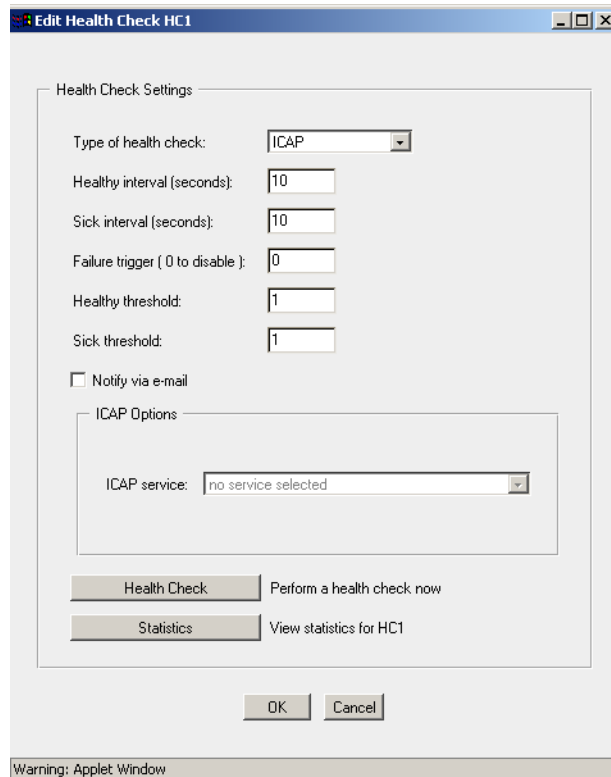 Edit Health Check HC1
Health Check Settings
Type of health check: ICAP
Healthy interval (seconds): 10
Sick interval (seconds): 10
Failure trigger ( 0 to disable ): 0
Healthy threshold: 1
Sick threshold: 1
Notify via e-mail
ICAP Options
ICAP service: no service selected
Health Check Perform a health check now
Statistics View statistics for HC1
OK Cancel
Warning: Applet Window